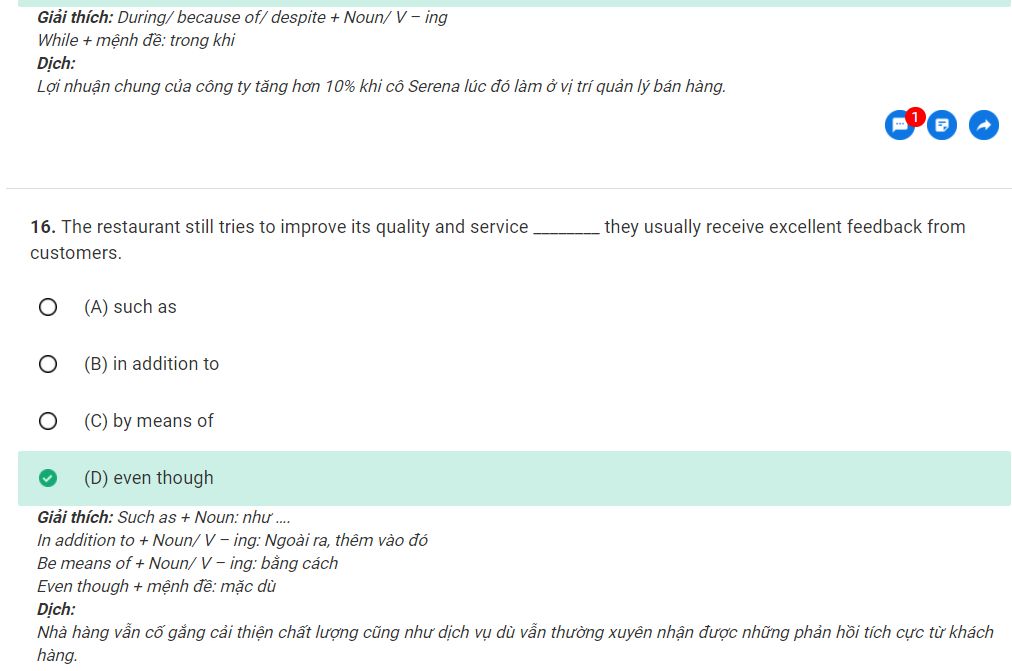 Giải thích: During/ because of/ despite + Noun/ V – ing
While + mệnh đề: trong khi
Dịch:
Lợi nhuận chung của công ty tăng hơn 10% khi cô Serena lúc đó làm ở vị trí quản lý bán hàng.
1
16. The restaurant still tries to improve its quality and service ________ they usually receive excellent feedback from
customers.
(A) such as
(B) in addition to
(C) by means of
(D) even though
Giải thích: Such as + Noun: như ....
In addition to + Noun/ V – ing: Ngoài ra, thêm vào đó
Be means of + Noun/ V – ing: bằng cách
Even though + mệnh đề: mặc dù
Dịch:
Nhà hàng vẫn cố gắng cải thiện chất lượng cũng như dịch vụ dù vẫn thường xuyên nhận được những phản hồi tích cực từ khách
hàng.